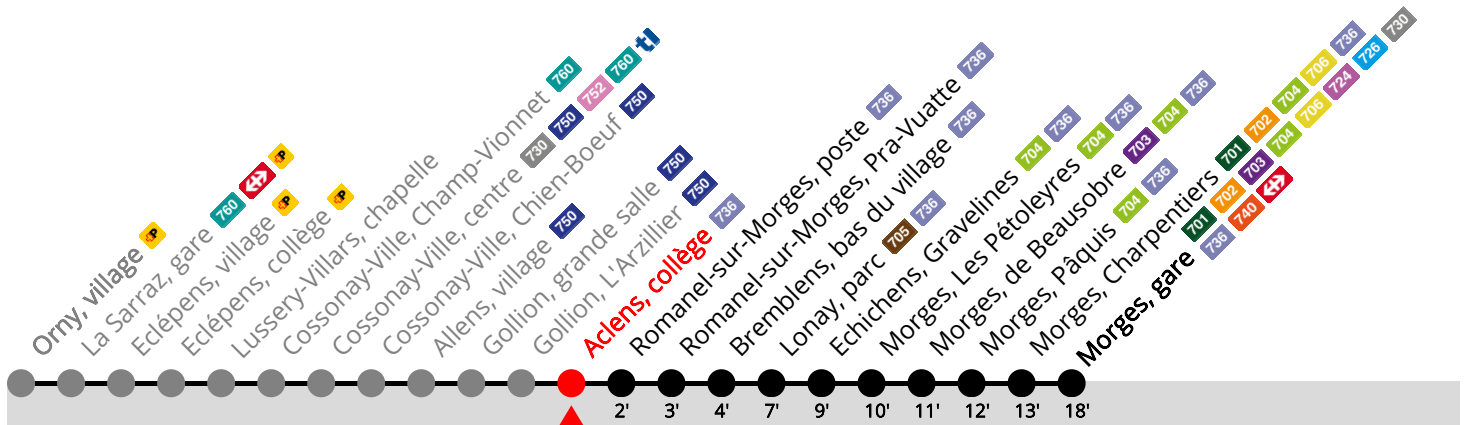 Orny, village P
La Sarraz, gare 760 P
Eclépens, village P
Eclépens, collège P
Lussery-Villars, chapelle
Cossonay-Ville, Champ-Vionnet 760
Cossonay-Ville, centre 730 750 752 760 tl
Cossonay-Ville, Chien-Boeuf 750
Allens, village 750
Gollion, grande salle 750
Gollion, L'Arzillier 750
Aclens, collège 736
Romanel-sur-Morges, poste 736
Romanel-sur-Morges, Pra-Vuatte 736
Bremblens, bas du village 736
Lonay, parc 705 736
Echichens, Gravelines 704 736
Morges, Les Pétoleyres 704 736
Morges, de Beausobre 703 704 736
Morges, Pâquis 704 736
Morges, Charpentiers 701 702 704 706 736
Morges, gare 701 702 703 704 706 724 726 730
736 740
2' 3' 4' 7' 9' 10' 11' 12' 13' 18'